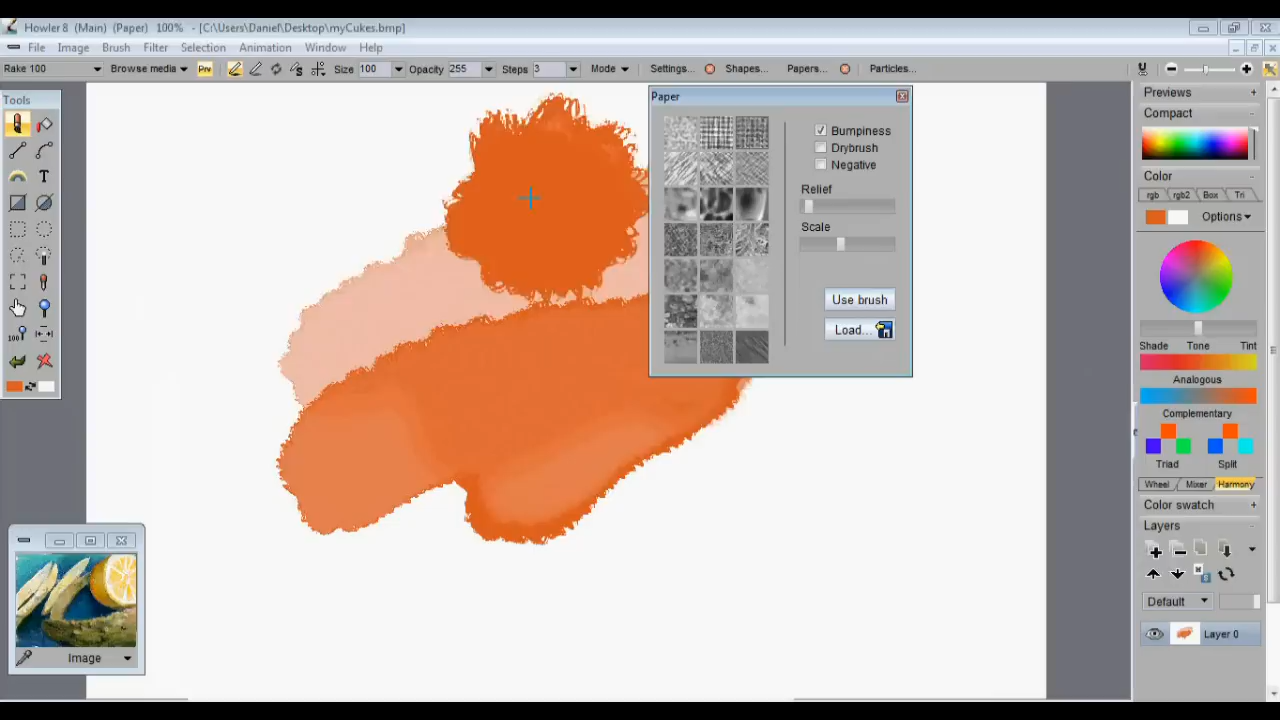 Howler 8 (Main) (Paper) 100% - [C:\Users\Daniel\Desktop\myCukes.bmp]
File Image Brush Filter Selection Animation Window Help
Rake 100 Browse media Prv Size 100 Opacity 255 Steps 3 Mode Settings... Shapes... Papers... Particles...
Tools
T
100
Paper
Bumpiness
Drybrush
Negative
Relief
Scale
Use brush
Load...
Image
Previews +
Compact -
Color -
rgb rgb2 Box Tri
Options
Shade Tone Tint
Analogous
Complementary
Triad Split
Wheel Mixer Harmony
Color swatch +
Layers -
Default
Layer 0